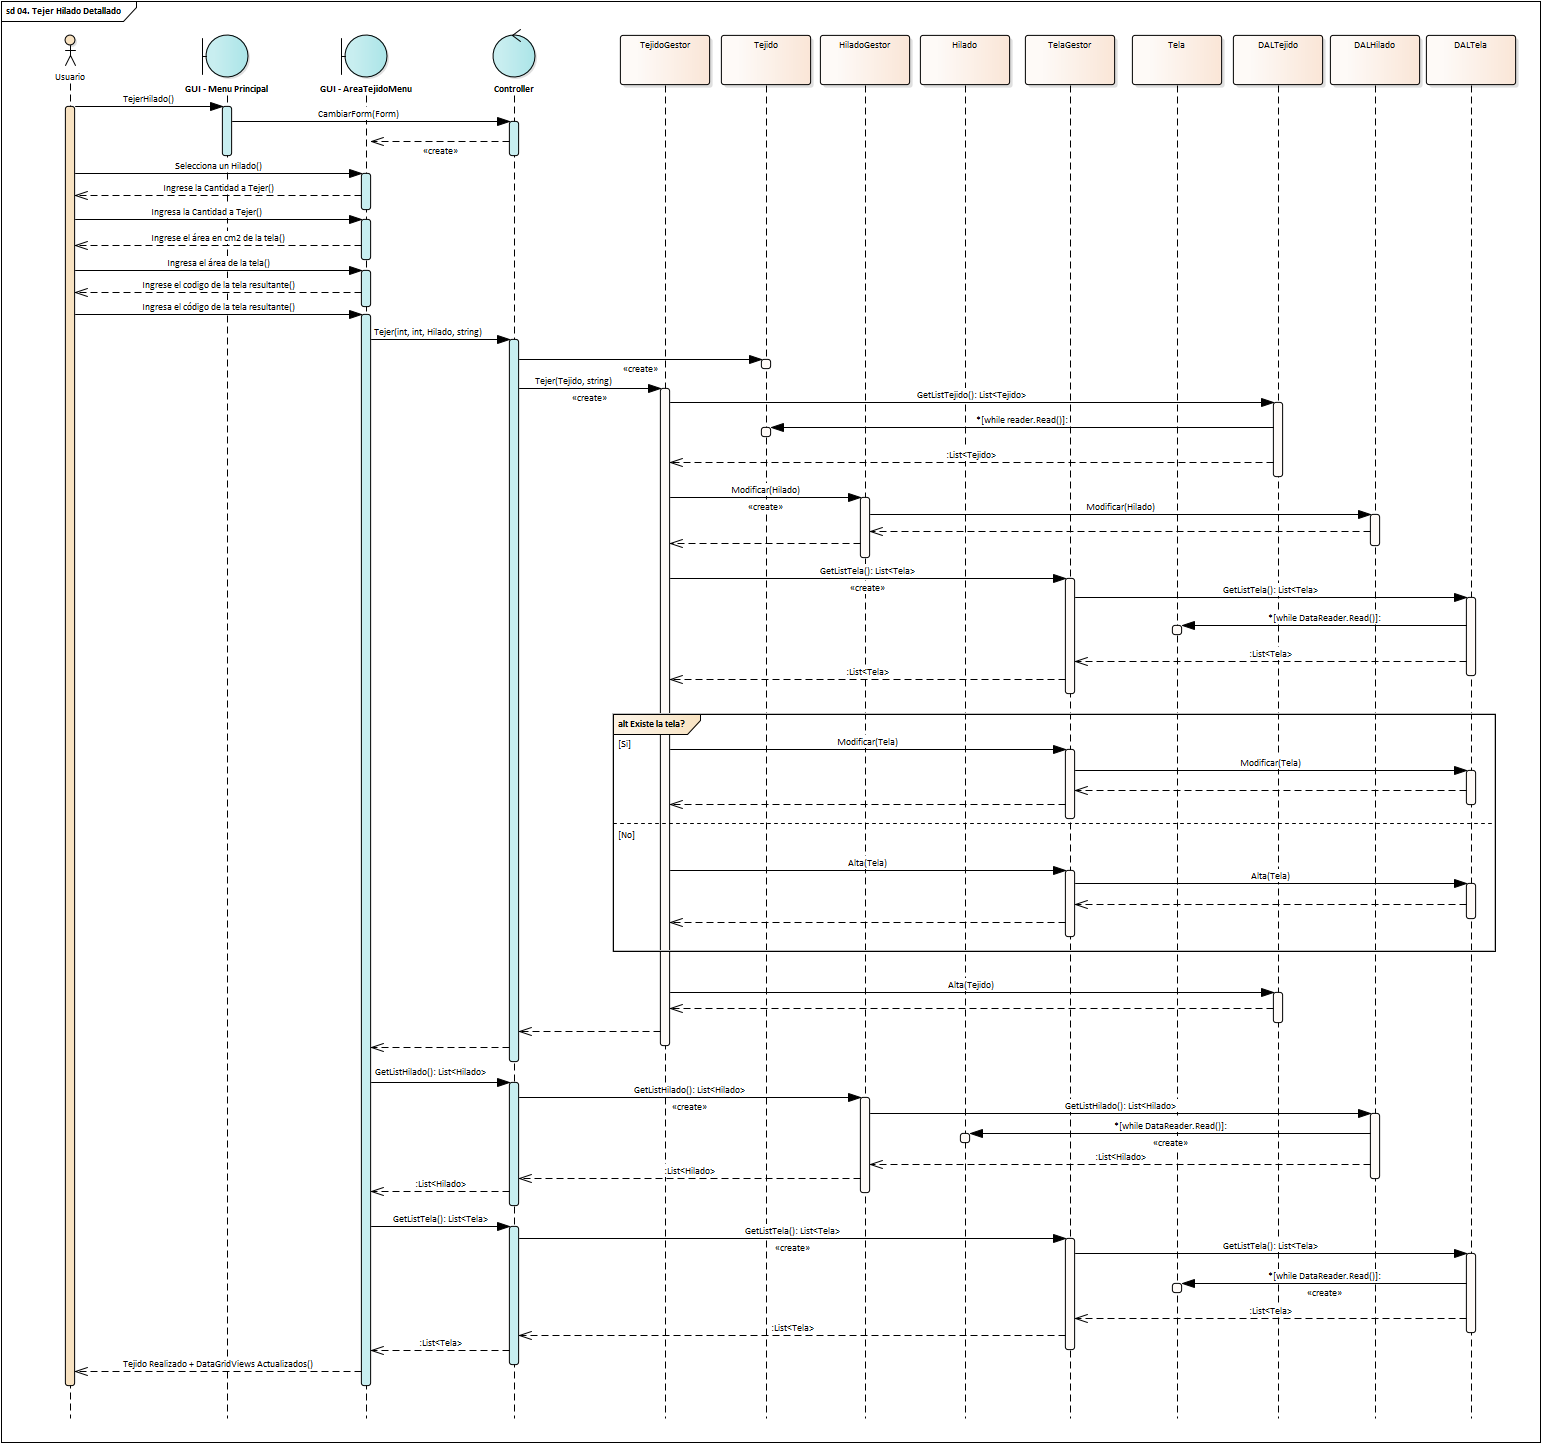 sd 04. Tejer Hilado Detallado
Usuario
GUI - Menu Principal
GUI - AreaTejidoMenu
Controller
TejidoGestor
Tejido
HiladoGestor
Hilado
TelaGestor
Tela
DALTejido
DALHilado
DALTela
TejerHilado()
CambiarForm(Form)
«create»
Selecciona un Hilado()
Ingrese la Cantidad a Tejer()
Ingresa la Cantidad a Tejer()
Ingrese el área en cm2 de la tela()
Ingresa el área de la tela()
Ingrese el codigo de la tela resultante()
Ingresa el código de la tela resultante()
Tejer(int, int, Hilado, string)
«create»
Tejer(Tejido, string)
«create»
GetListTejido(): List<Tejido>
*[while reader.Read()]:
:List<Tejido>
Modificar(Hilado)
«create»
Modificar(Hilado)
GetListTela(): List<Tela>
«create»
GetListTela(): List<Tela>
*[while DataReader.Read()]:
:List<Tela>
:List<Tela>
alt Existe la tela?
[Si]
Modificar(Tela)
Modificar(Tela)
[No]
Alta(Tela)
Alta(Tela)
Alta(Tejido)
GetListHilado(): List<Hilado>
GetListHilado(): List<Hilado>
«create»
GetListHilado(): List<Hilado>
*[while DataReader.Read()]:
«create»
:List<Hilado>
:List<Hilado>
:List<Hilado>
GetListTela(): List<Tela>
GetListTela(): List<Tela>
«create»
GetListTela(): List<Tela>
*[while DataReader.Read()]:
«create»
:List<Tela>
:List<Tela>
:List<Tela>
Tejido Realizado + DataGridViews Actualizados()